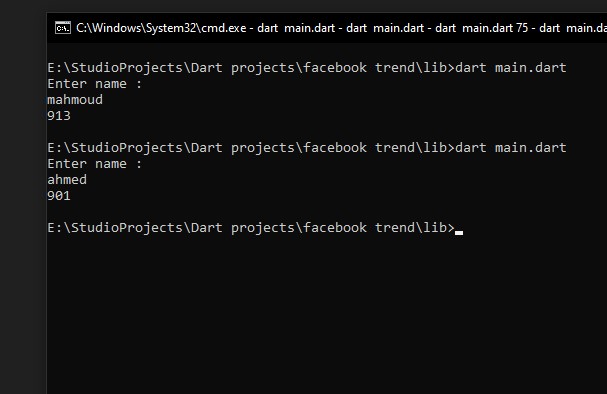 C:\Windows\System32\cmd.exe - dart  main.dart - dart  main.dart - dart  main.dart 75 - dart  main.da
E:\StudioProjects\Dart projects\facebook trend\lib>dart main.dart
Enter name :
mahmoud
913
E:\StudioProjects\Dart projects\facebook trend\lib>dart main.dart
Enter name :
ahmed
901
E:\StudioProjects\Dart projects\facebook trend\lib>